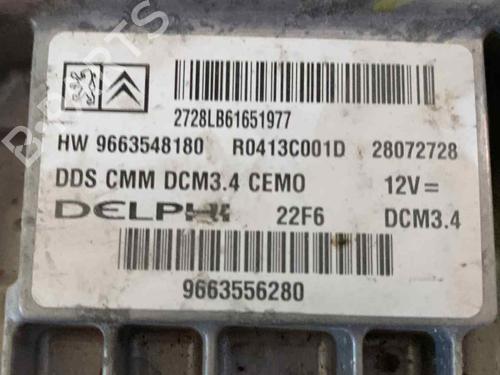 2728LB61651977
HW 9663548180 R0413C001D 28072728
DDS CMM DCM3.4 CEMO 12V=
DELPHI 22F6 DCM3.4
9663556280